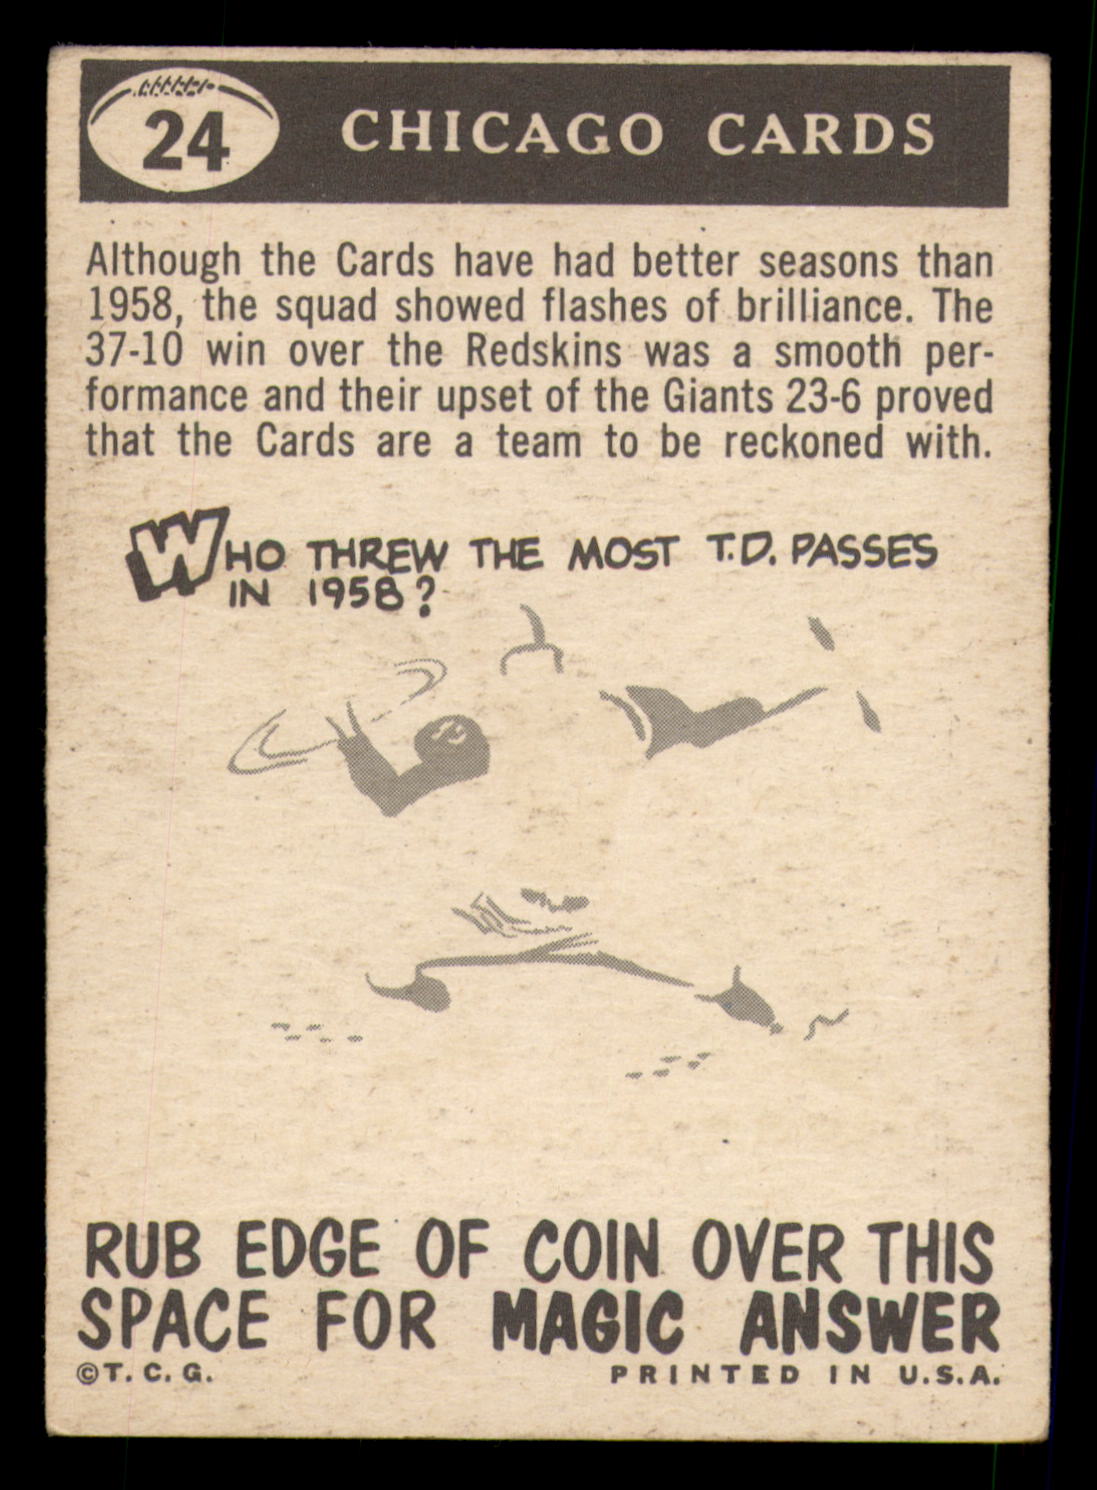 24 CHICAGO CARDS
Although the Cards have had better seasons than
1958, the squad showed flashes of brilliance. The
37-10 win over the Redskins was a smooth per-
formance and their upset of the Giants 23-6 proved
that the Cards are a team to be reckoned with.
WHO THREW THE MOST T.D. PASSES
IN 1958?
RUB EDGE OF COIN OVER THIS
SPACE FOR MAGIC ANSWER
©T. C. G. PRINTED IN U.S.A.